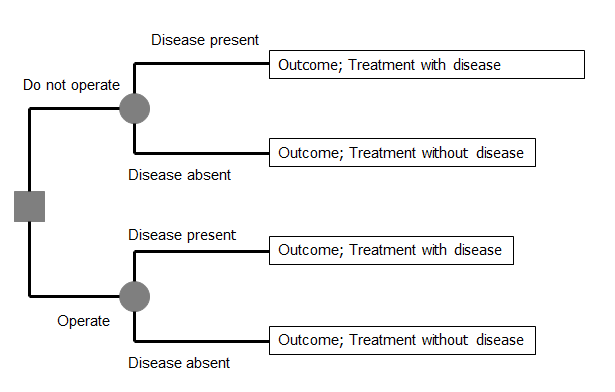 Disease present
Outcome; Treatment with disease
Do not operate
Outcome; Treatment without disease
Disease absent
Disease present
Outcome; Treatment with disease
Operate
Outcome; Treatment without disease
Disease absent